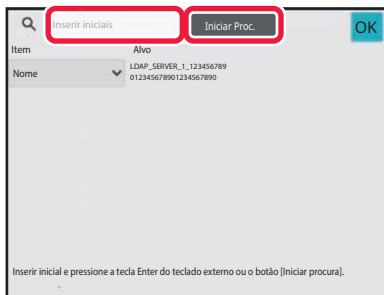 Inserir iniciais
Iniciar Proc.
OK
Item
Alvo
Nome
LDAP_SERVER_1_123456789
012345678901234567890
Inserir inicial e pressione a tecla Enter do teclado externo ou o botão [Iniciar procura].